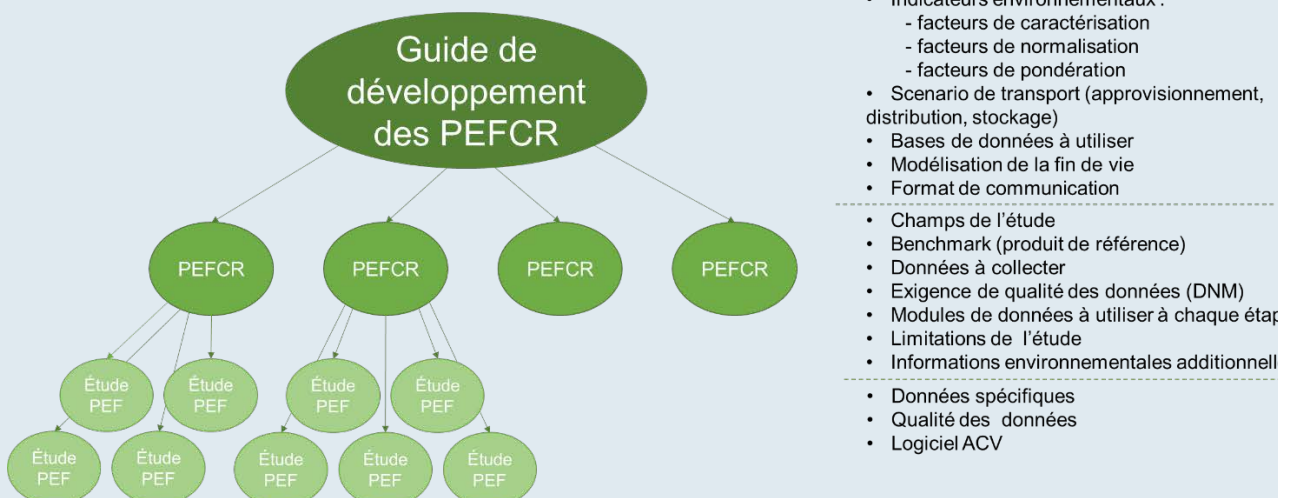 Guide de
développement
des PEFCR
PEFCR
PEFCR
PEFCR
PEFCR
Étude
PEF
Étude
PEF
Étude
PEF
Étude
PEF
Étude
PEF
Étude
PEF
Étude
PEF
Étude
PEF
Étude
PEF
• Indicateurs environnementaux :
- facteurs de caractérisation
- facteurs de normalisation
- facteurs de pondération
• Scenario de transport (approvisionnement,
distribution, stockage)
• Bases de données à utiliser
• Modélisation de la fin de vie
• Format de communication
• Champs de l'étude
• Benchmark (produit de référence)
• Données à collecter
• Exigence de qualité des données (DNM)
• Modules de données à utiliser à chaque étap
• Limitations de l'étude
• Informations environnementales additionnell
• Données spécifiques
• Qualité des données
• Logiciel ACV